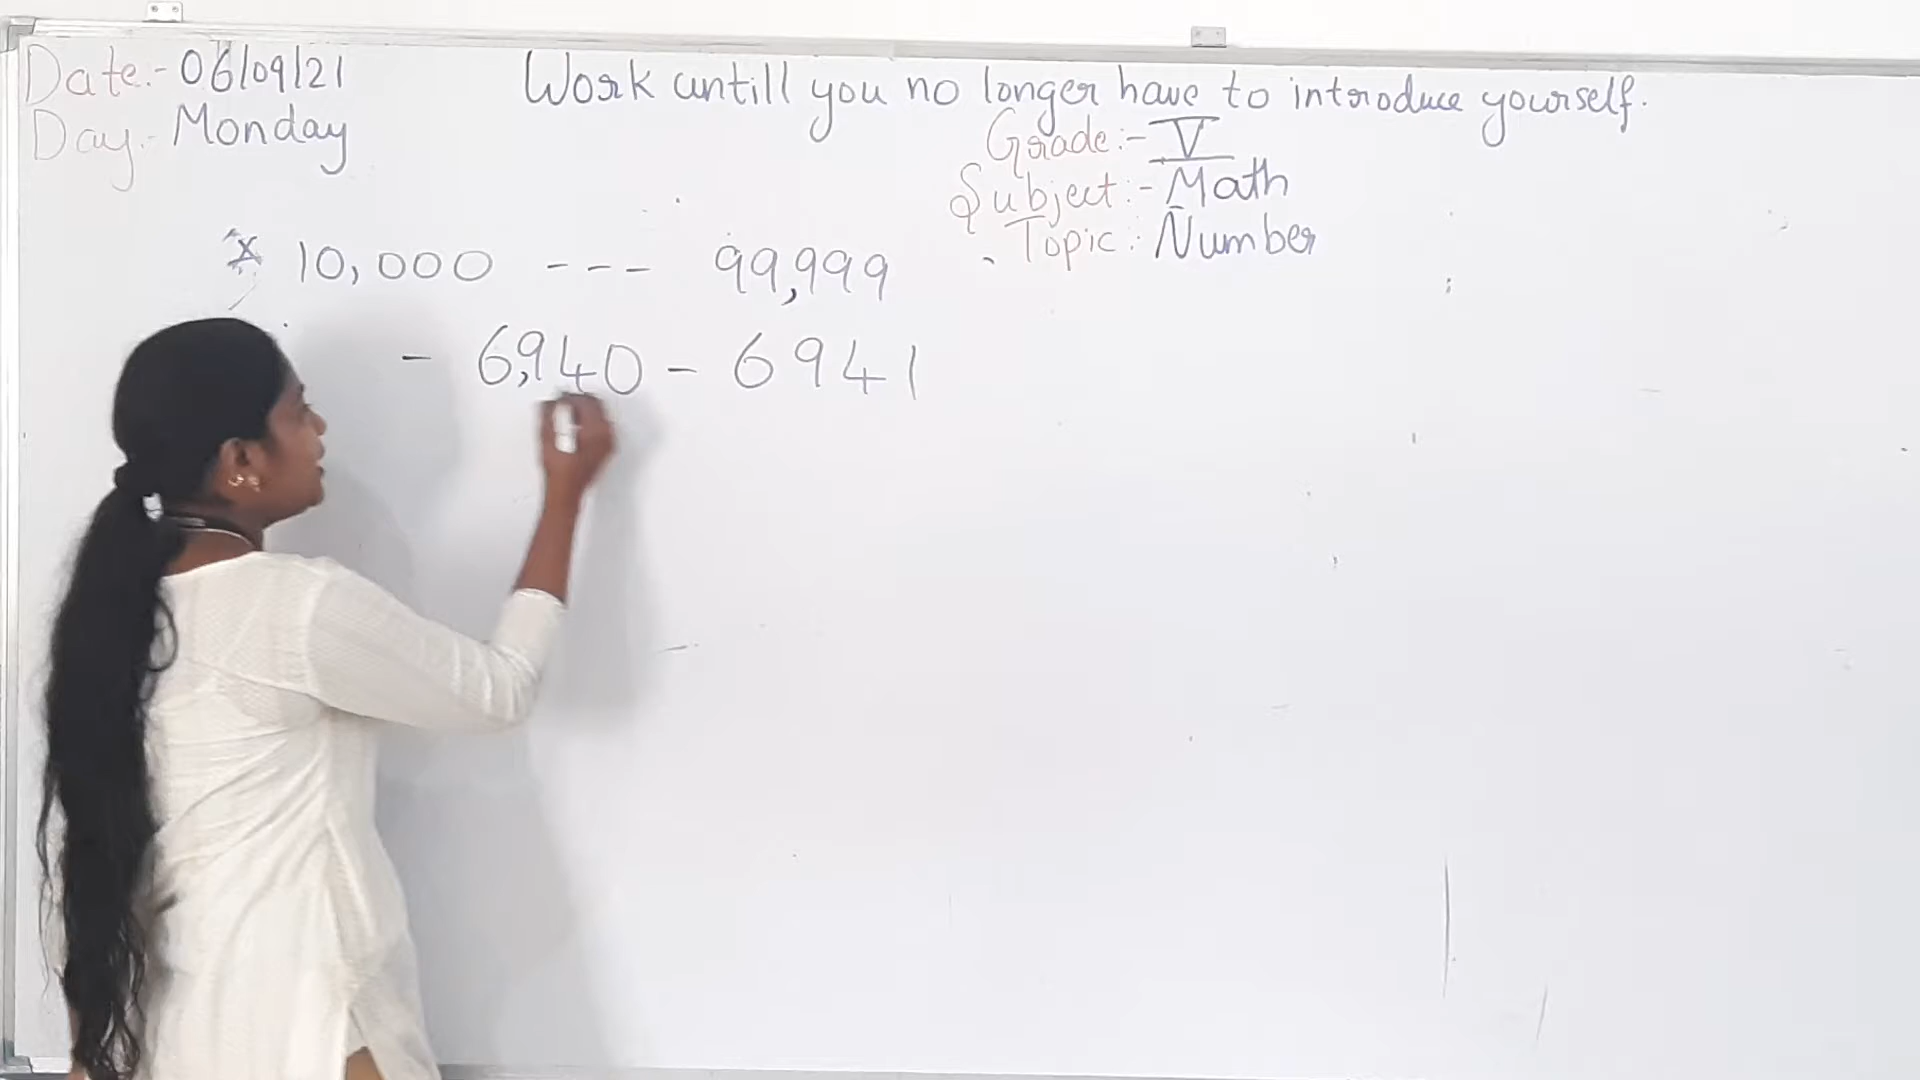 Date:- 06/09/21
Day:- Monday
Work untill you no longer have to introduce yourself.
Grade:- V
Subject:- Math
Topic:- Number
* 10,000 --- 99,999
- 6,940 - 6941